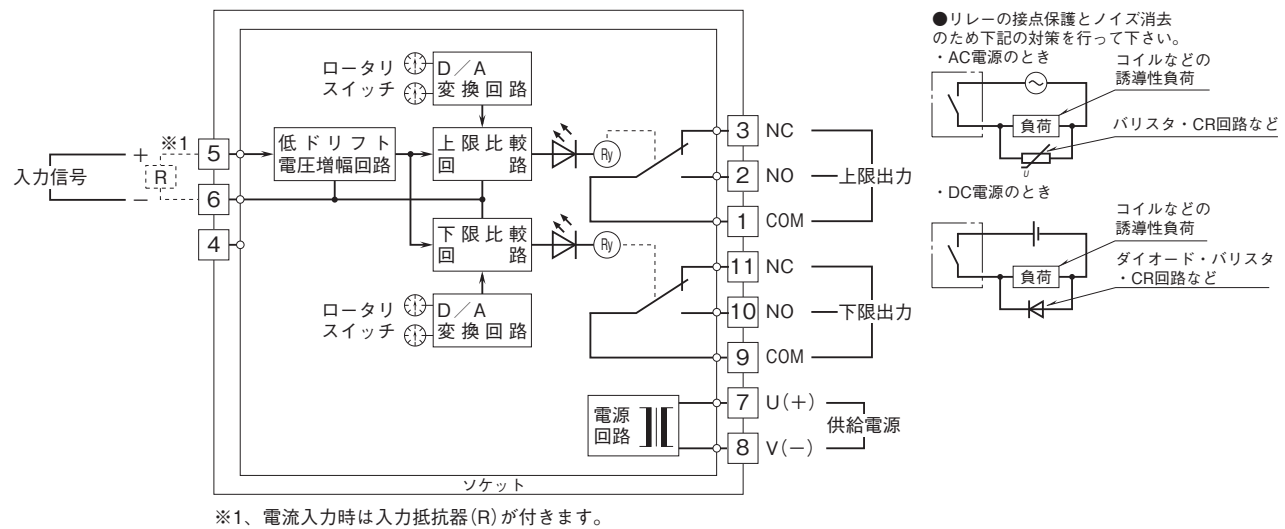 ロータリ
スイッチ
D／A
変換回路
※1
5
低ドリフト
電圧増幅回路
上限比較
回路
Ry
3 NC
2 NO
上限出力
1 COM
入力信号
＋
R
－
6
4
下限比較
回路
Ry
11 NC
10 NO
下限出力
9 COM
ロータリ
スイッチ
D／A
変換回路
電源
回路
7 U(＋)
供給電源
8 V(－)
ソケット
※1、電流入力時は入力抵抗器(R)が付きます。
●リレーの接点保護とノイズ消去
のため下記の対策を行って下さい。
・AC電源のとき
コイルなどの
誘導性負荷
負荷
バリスタ・CR回路など
U
・DC電源のとき
コイルなどの
誘導性負荷
負荷
ダイオード・バリスタ
・CR回路など